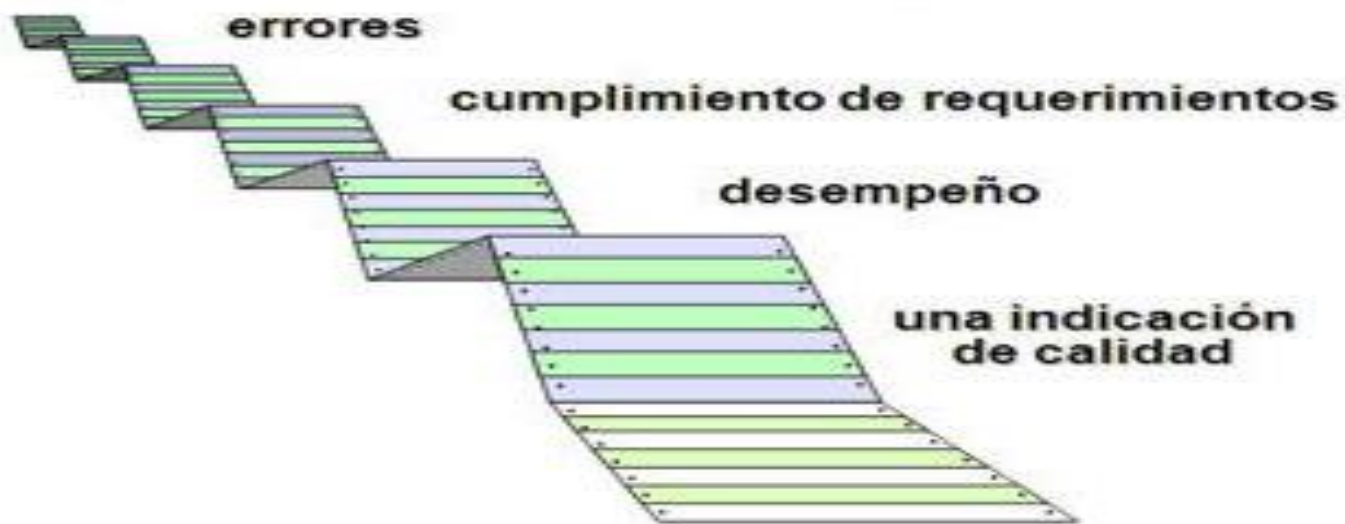 errores
cumplimiento de requerimientos
desempeño
una indicación
de calidad